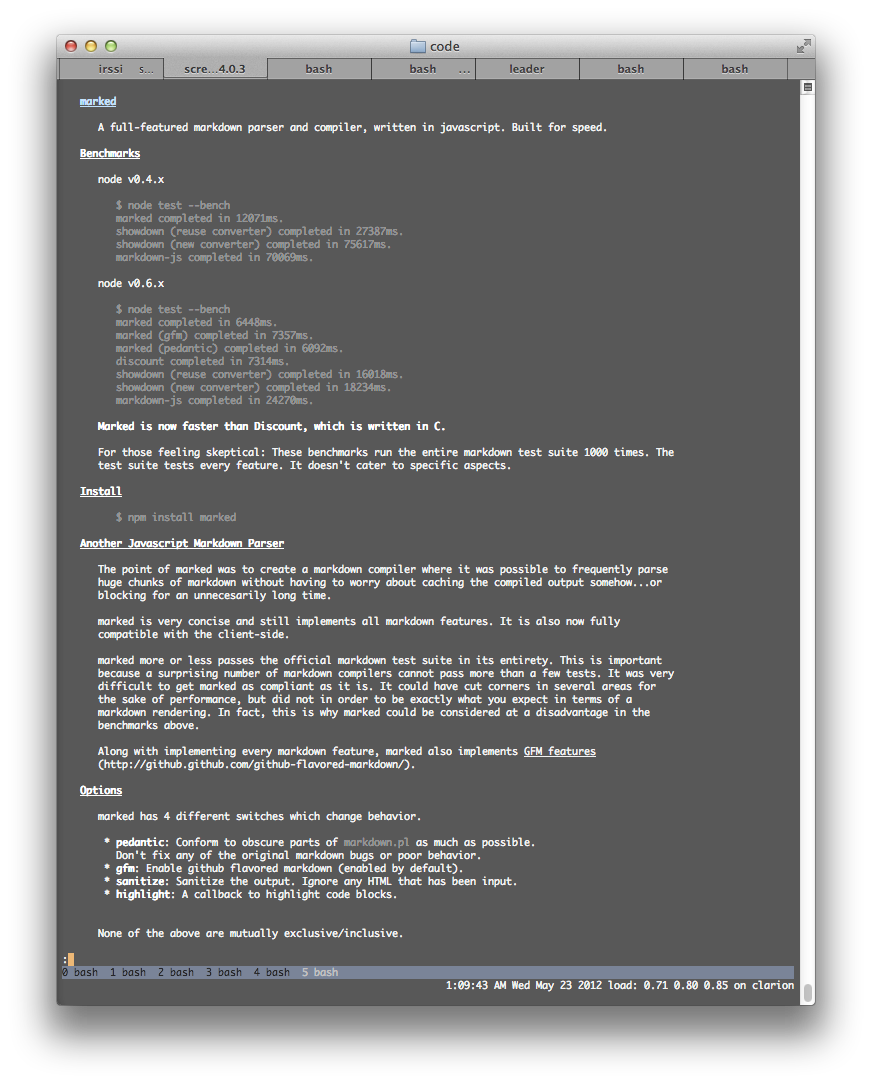 code
irssi s... scre...4.0.3 bash bash ... leader bash bash
marked
A full-featured markdown parser and compiler, written in javascript. Built for speed.
Benchmarks
node v0.4.x
$ node test --bench
marked completed in 12071ms.
showdown (reuse converter) completed in 27387ms.
showdown (new converter) completed in 75617ms.
markdown-js completed in 70069ms.
node v0.6.x
$ node test --bench
marked completed in 6448ms.
marked (gfm) completed in 7357ms.
marked (pedantic) completed in 6092ms.
discount completed in 7314ms.
showdown (reuse converter) completed in 16018ms.
showdown (new converter) completed in 18234ms.
markdown-js completed in 24270ms.
Marked is now faster than Discount, which is written in C.
For those feeling skeptical: These benchmarks run the entire markdown test suite 1000 times. The
test suite tests every feature. It doesn't cater to specific aspects.
Install
$ npm install marked
Another Javascript Markdown Parser
The point of marked was to create a markdown compiler where it was possible to frequently parse
huge chunks of markdown without having to worry about caching the compiled output somehow...or
blocking for an unnecesarily long time.
marked is very concise and still implements all markdown features. It is also now fully
compatible with the client-side.
marked more or less passes the official markdown test suite in its entirety. This is important
because a surprising number of markdown compilers cannot pass more than a few tests. It was very
difficult to get marked as compliant as it is. It could have cut corners in several areas for
the sake of performance, but did not in order to be exactly what you expect in terms of a
markdown rendering. In fact, this is why marked could be considered at a disadvantage in the
benchmarks above.
Along with implementing every markdown feature, marked also implements GFM features
(http://github.github.com/github-flavored-markdown/).
Options
marked has 4 different switches which change behavior.
* pedantic: Conform to obscure parts of markdown.pl as much as possible.
Don't fix any of the original markdown bugs or poor behavior.
* gfm: Enable github flavored markdown (enabled by default).
* sanitize: Sanitize the output. Ignore any HTML that has been input.
* highlight: A callback to highlight code blocks.
None of the above are mutually exclusive/inclusive.
:
0 bash 1 bash 2 bash 3 bash 4 bash 5 bash
1:09:43 AM Wed May 23 2012 load: 0.71 0.80 0.85 on clarion